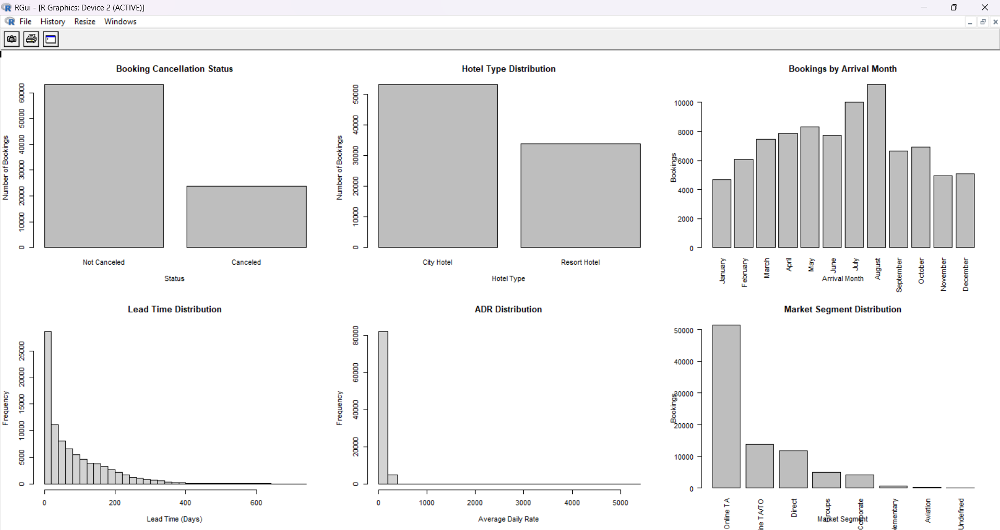 RGui - [R Graphics: Device 2 (ACTIVE)]
File History Resize Windows
Booking Cancellation Status
Number of Bookings
0 10000 20000 30000 40000 50000 60000
Not Canceled Canceled
Status
Hotel Type Distribution
Number of Bookings
0 10000 20000 30000 40000 50000
City Hotel Resort Hotel
Hotel Type
Bookings by Arrival Month
Bookings
10000
8000
6000
4000
2000
0
January February March April May June July August September October November December
Arrival Month
Lead Time Distribution
Frequency
0 5000 10000 15000 20000 25000
0 200 400 600
Lead Time (Days)
ADR Distribution
Frequency
0 20000 40000 60000 80000
0 1000 2000 3000 4000 5000
Average Daily Rate
Market Segment Distribution
Bookings
50000
40000
30000
20000
10000
0
Online TA ine TA/TO Direct Groups Corporate lementary Aviation Undefined
Market Segment